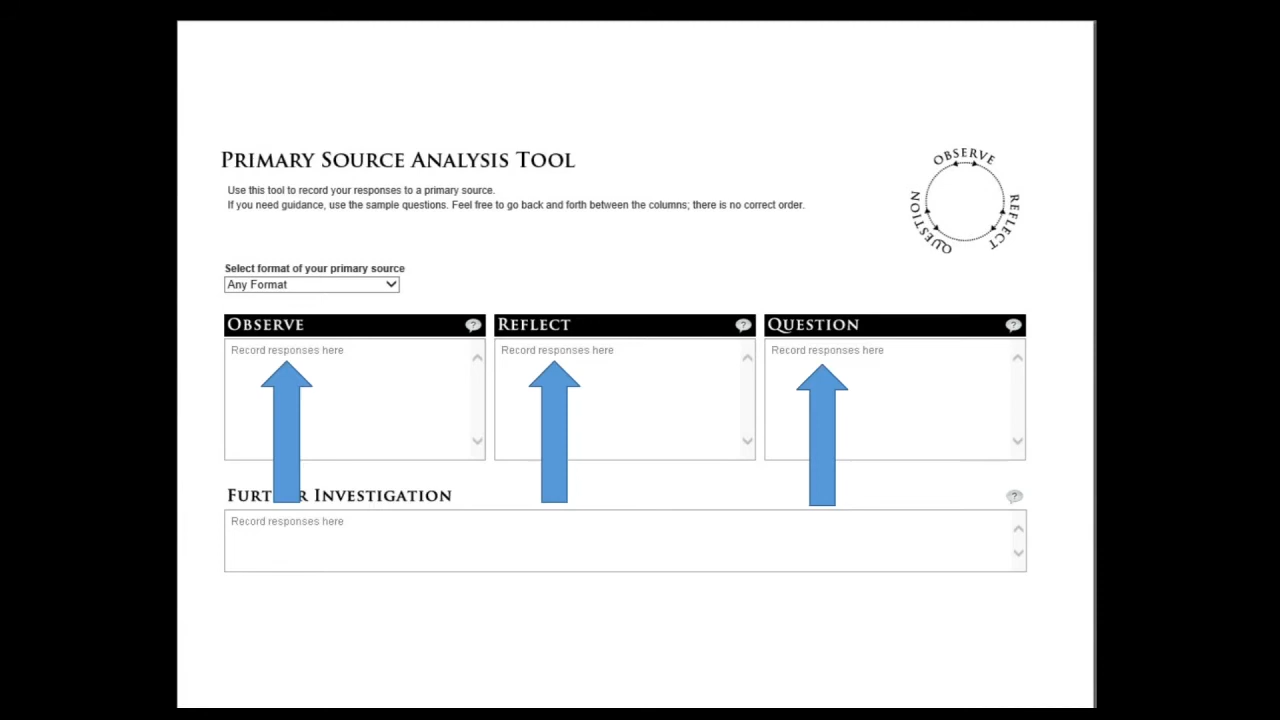 PRIMARY SOURCE ANALYSIS TOOL
Use this tool to record your responses to a primary source.
If you need guidance, use the sample questions. Feel free to go back and forth between the columns; there is no correct order.
OBSERVE
REFLECT
QUESTION
Select format of your primary source
Any Format
OBSERVE ?
Record responses here
REFLECT ?
Record responses here
QUESTION ?
Record responses here
INVESTIGATION ?
Record responses here